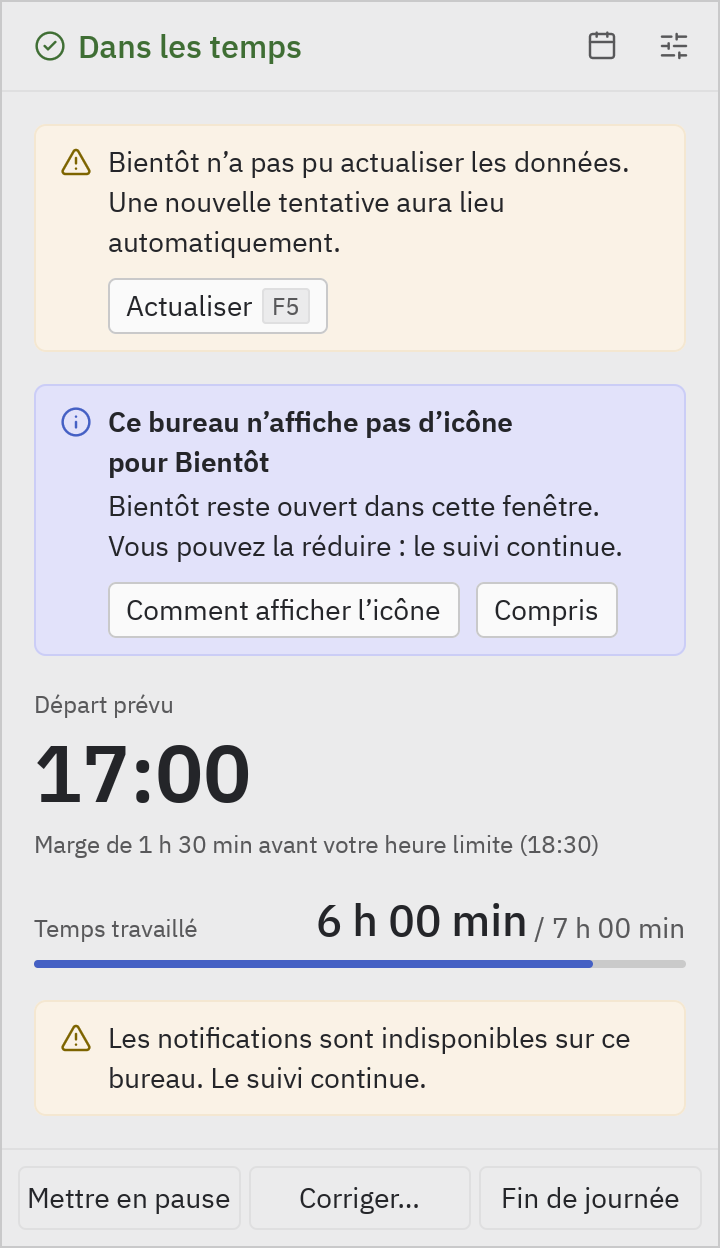 Dans les temps
Bientôt n’a pas pu actualiser les données.
Une nouvelle tentative aura lieu
automatiquement.
Actualiser F5
Ce bureau n’affiche pas d’icône
pour Bientôt
Bientôt reste ouvert dans cette fenêtre.
Vous pouvez la réduire : le suivi continue.
Comment afficher l’icône Compris
Départ prévu
17:00
Marge de 1 h 30 min avant votre heure limite (18:30)
Temps travaillé 6 h 00 min / 7 h 00 min
Les notifications sont indisponibles sur ce
bureau. Le suivi continue.
Mettre en pause Corriger… Fin de journée